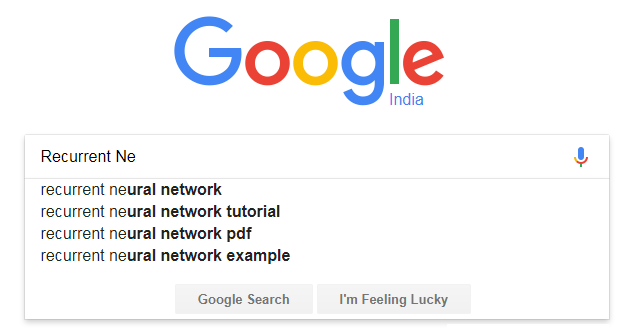 Google
India
Recurrent Ne
recurrent neural network
recurrent neural network tutorial
recurrent neural network pdf
recurrent neural network example
Google Search I'm Feeling Lucky